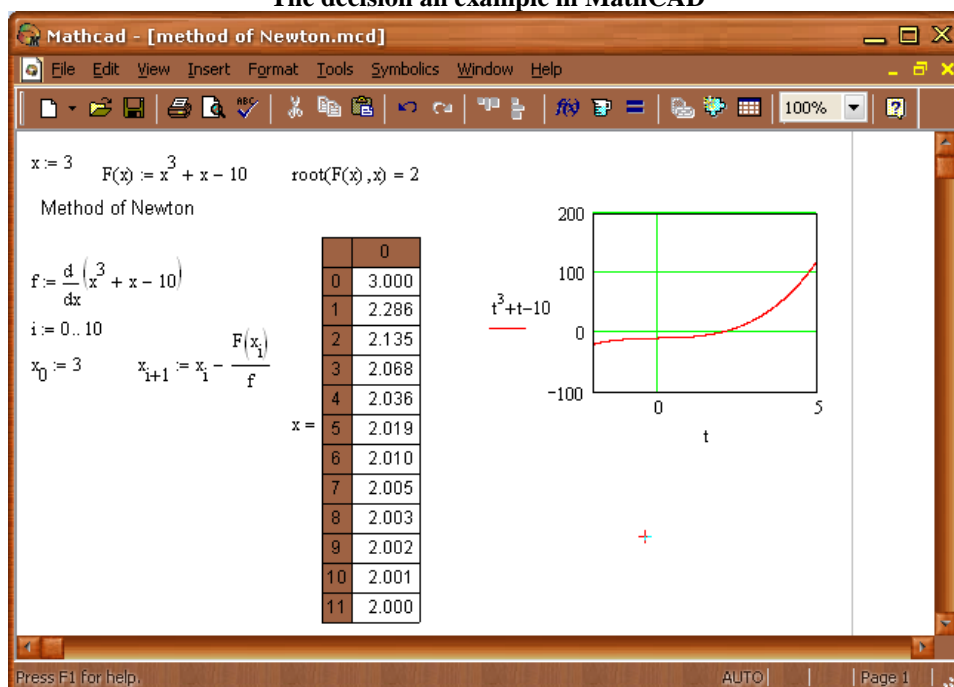 The decision an example in MathCAD
Mathcad - [method of Newton.mcd]
File Edit View Insert Format Tools Symbolics Window Help
ABC f(x) 100%
x := 3 F(x) := x³ + x − 10 root(F(x),x) = 2
Method of Newton
f := d/dx (x³ + x − 10)
i := 0.. 10
x₀ := 3 xᵢ₊₁ := xᵢ − F(xᵢ)/f
x =
0
0 3.000
1 2.286
2 2.135
3 2.068
4 2.036
5 2.019
6 2.010
7 2.005
8 2.003
9 2.002
10 2.001
11 2.000
200
100
t³+t−10
0
−100
0 5
t
Press F1 for help. AUTO Page 1